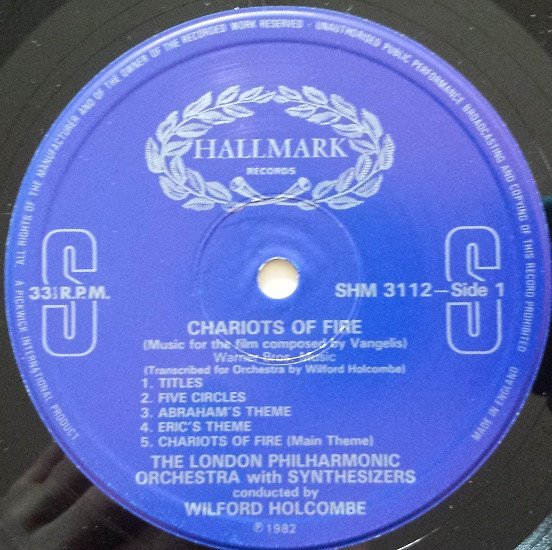 ALL RIGHTS OF THE MANUFACTURER AND OF THE OWNER OF THE RECORDED WORK RESERVED - UNAUTHORISED PUBLIC PERFORMANCE BROADCASTING AND COPYING OF THIS RECORD PROHIBITED
HALLMARK
RECORDS
S S
33⅓ R.P.M. SHM 3112-Side 1
CHARIOTS OF FIRE
(Music for the film composed by Vangelis)
Warner Bros. Music
(Transcribed for Orchestra by Wilford Holcombe)
1. TITLES
2. FIVE CIRCLES
3. ABRAHAM'S THEME
4. ERIC'S THEME
5. CHARIOTS OF FIRE (Main Theme)
THE LONDON PHILHARMONIC
ORCHESTRA with SYNTHESIZERS
conducted by
WILFORD HOLCOMBE
℗ 1982
A PICKWICK INTERNATIONAL PRODUCT
MADE IN ENGLAND